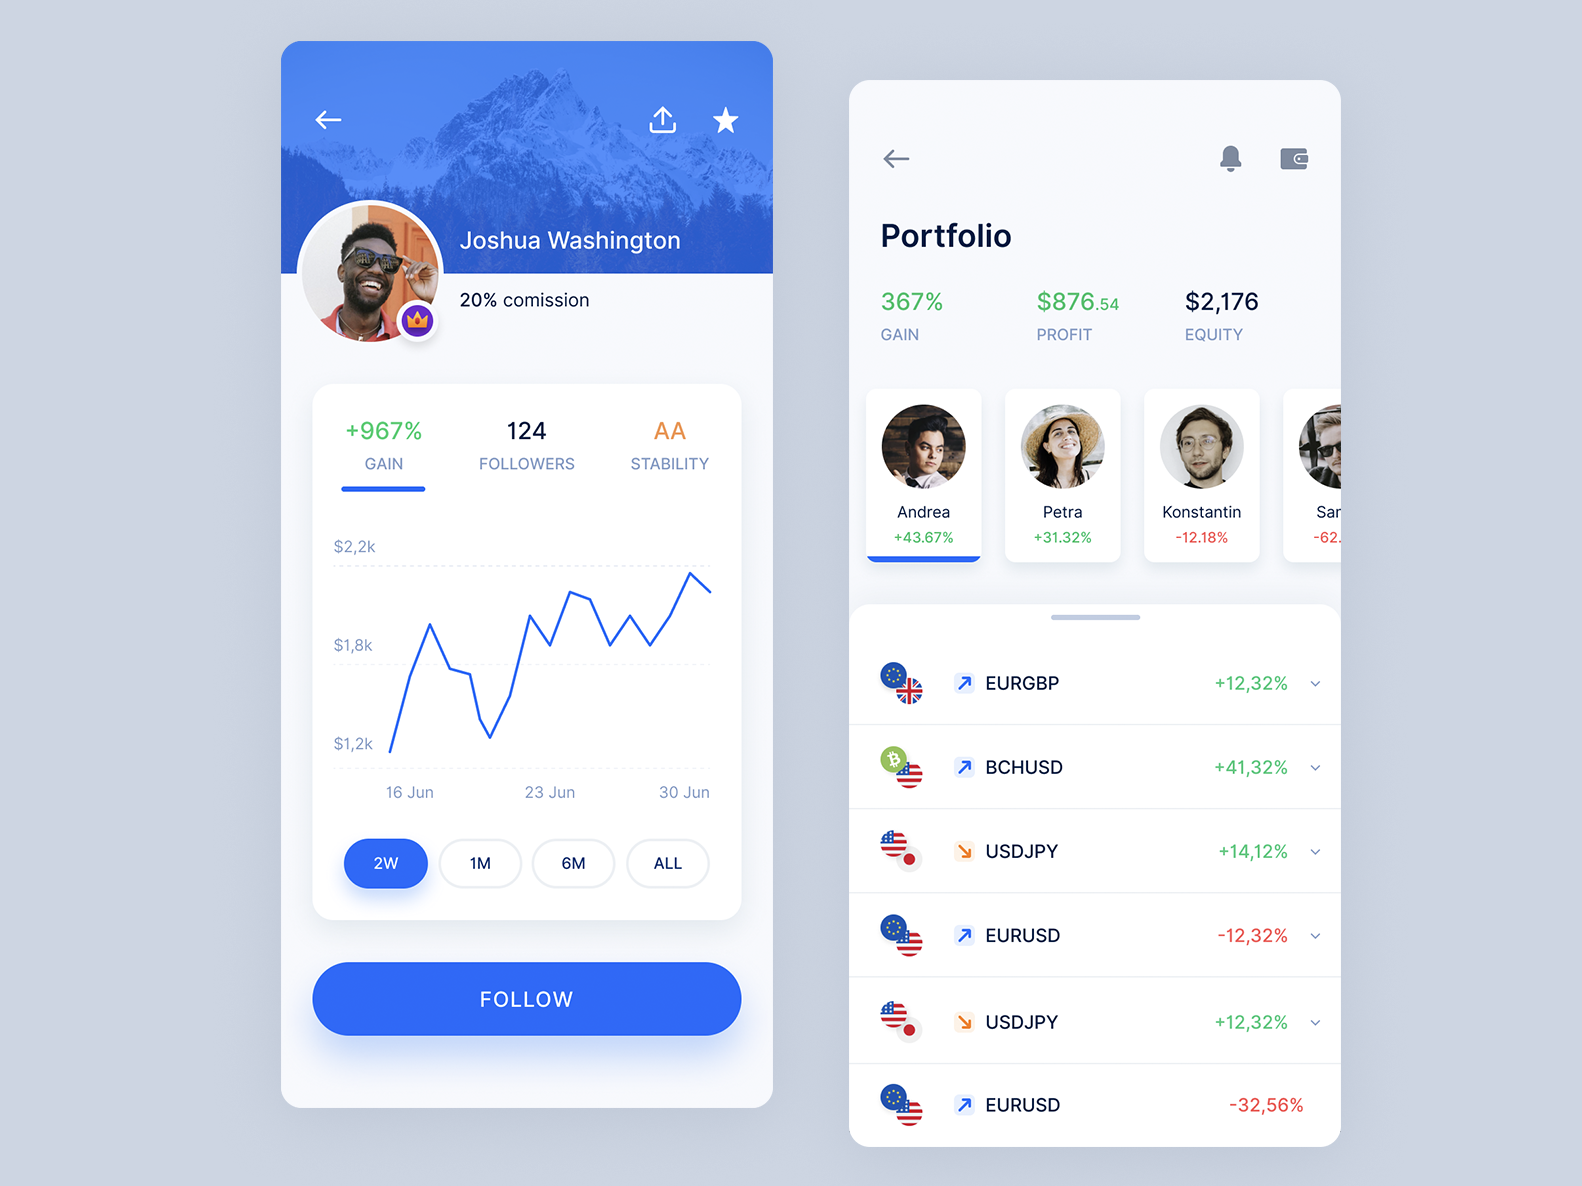 Joshua Washington
20% comission
+967%
GAIN
124
FOLLOWERS
AA
STABILITY
$2,2k
$1,8k
$1,2k
16 Jun
23 Jun
30 Jun
2W
1M
6M
ALL
FOLLOW
Portfolio
367%
GAIN
$876.54
PROFIT
$2,176
EQUITY
Andrea
+43.67%
Petra
+31.32%
Konstantin
-12.18%
Sar
-62.
EURGBP
+12,32%
BCHUSD
+41,32%
USDJPY
+14,12%
EURUSD
-12,32%
USDJPY
+12,32%
EURUSD
-32,56%